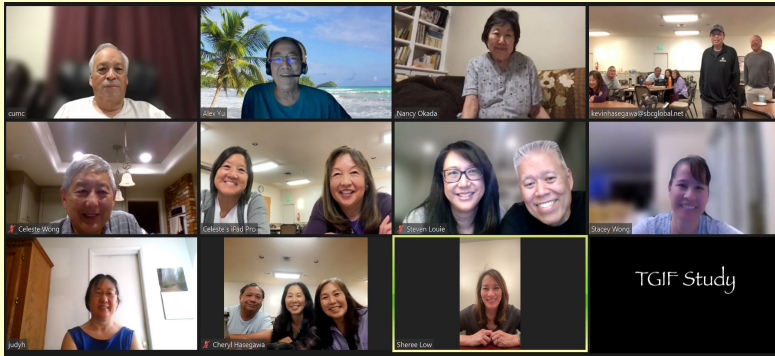 cumc
Alex Yu
Nancy Okada
kevinhasegawa@sbcglobal.net
Celeste Wong
Celeste's iPad Pro
Steven Louie
Stacey Wong
judyh
Cheryl Hasegawa
Sheree Low
TGIF Study